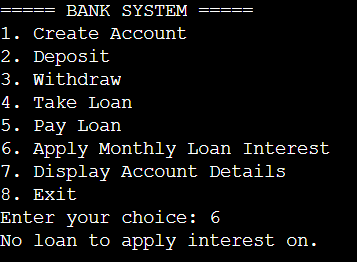 ===== BANK SYSTEM =====
1. Create Account
2. Deposit
3. Withdraw
4. Take Loan
5. Pay Loan
6. Apply Monthly Loan Interest
7. Display Account Details
8. Exit
Enter your choice: 6
No loan to apply interest on.